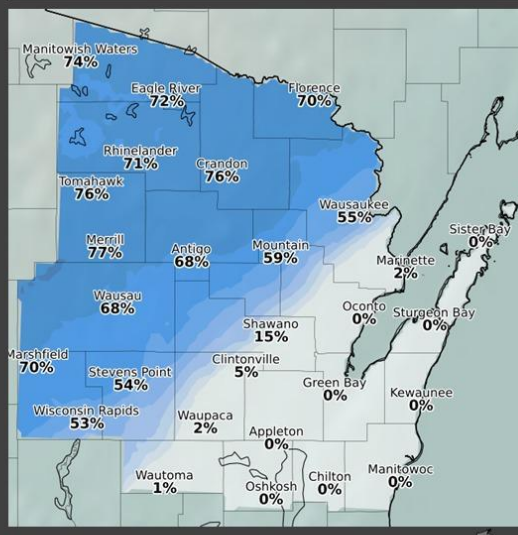 Manitowish Waters
74%
Eagle River
72%
Florence
70%
Rhinelander
71%
Crandon
76%
Tomahawk
76%
Wausaukee
55%
Sister Bay
0%
Merrill
77%
Antigo
68%
Mountain
59%
Marinette
2%
Wausau
68%
Oconto
0%
Sturgeon Bay
0%
Shawano
15%
Marshfield
70%
Stevens Point
54%
Clintonville
5%
Green Bay
0%
Kewaunee
0%
Wisconsin Rapids
53%
Waupaca
2%
Appleton
0%
Wautoma
1%
Oshkosh
0%
Chilton
0%
Manitowoc
0%